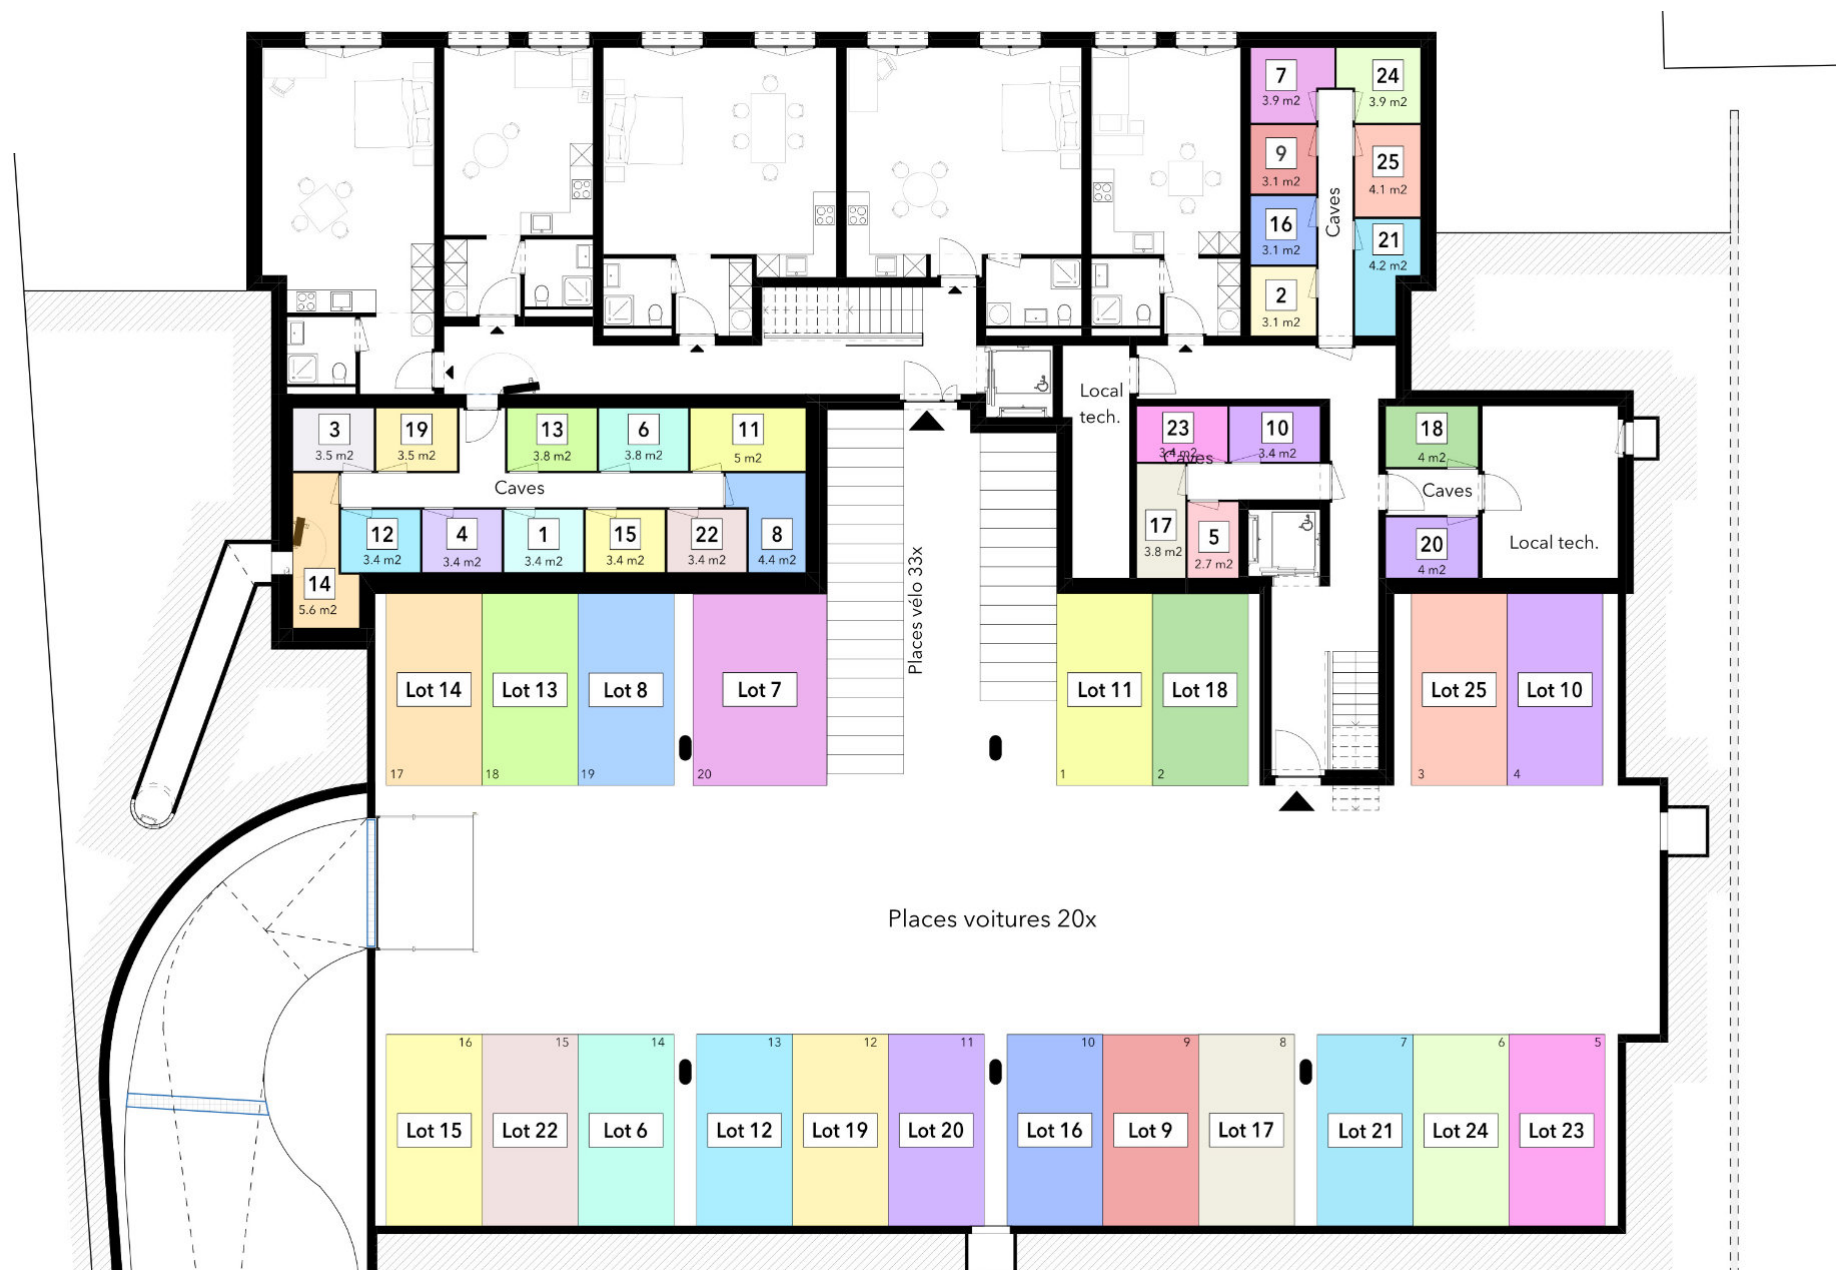 7
3.9 m2
24
3.9 m2
9
3.1 m2
25
4.1 m2
Caves
16
3.1 m2
21
4.2 m2
2
3.1 m2
Local
tech.
3
3.5 m2
19
3.5 m2
13
3.8 m2
6
3.8 m2
11
5 m2
23
3.4 m2
10
3.4 m2
Caves
18
4 m2
Caves
Caves
14
5.6 m2
12
3.4 m2
4
3.4 m2
1
3.4 m2
15
3.4 m2
22
3.4 m2
8
4.4 m2
17
3.8 m2
5
2.7 m2
20
4 m2
Local tech.
Places vélo 33x
Lot 14
Lot 13
Lot 8
Lot 7
Lot 11
Lot 18
Lot 25
Lot 10
17
18
19
20
1
2
3
4
Places voitures 20x
16
15
14
13
12
11
10
9
8
7
6
5
Lot 15
Lot 22
Lot 6
Lot 12
Lot 19
Lot 20
Lot 16
Lot 9
Lot 17
Lot 21
Lot 24
Lot 23